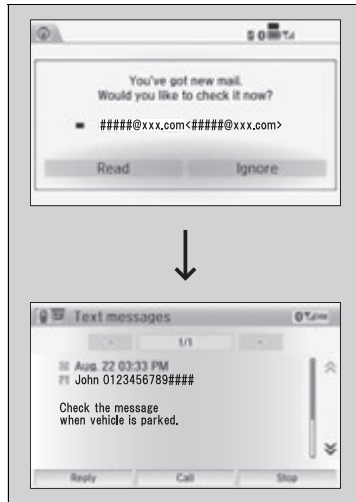 You've got new mail.
Would you like to check it now?
#####@xxx.com<#####@xxx.com>
Read
Ignore
Text messages
1/1
Aug. 22 03:33 PM
John 0123456789####
Check the message
when vehicle is parked.
Reply
Call
Stop